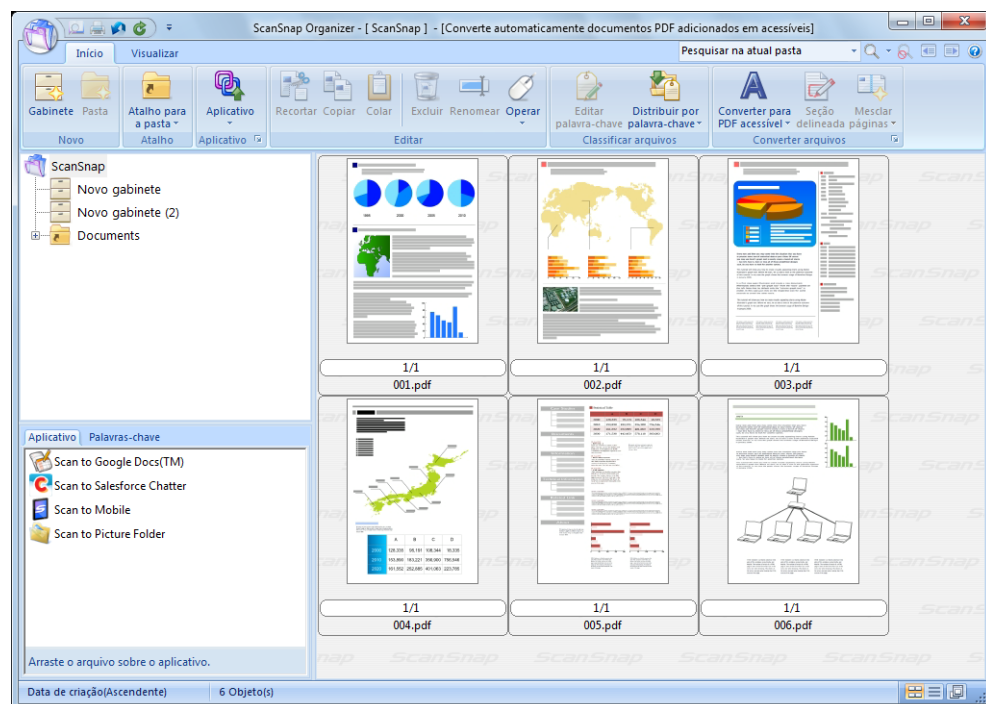 ScanSnap Organizer - [ ScanSnap ] - [Converte automaticamente documentos PDF adicionados em acessíveis]
Início
Visualizar
Pesquisar na atual pasta
Gabinete
Pasta
Atalho para
a pasta
Aplicativo
Recortar
Copiar
Colar
Excluir
Renomear
Operar
Editar
palavra-chave
Distribuir por
palavra-chave
Converter para
PDF acessível
Seção
delineada
Mesclar
páginas
Novo
Atalho
Aplicativo
Editar
Classificar arquivos
Converter arquivos
ScanSnap
Novo gabinete
Novo gabinete (2)
Documents
1/1
001.pdf
1/1
002.pdf
1/1
003.pdf
1/1
004.pdf
1/1
005.pdf
1/1
006.pdf
Aplicativo
Palavras-chave
Scan to Google Docs(TM)
Scan to Salesforce Chatter
Scan to Mobile
Scan to Picture Folder
Arraste o arquivo sobre o aplicativo.
Data de criação(Ascendente)
6 Objeto(s)